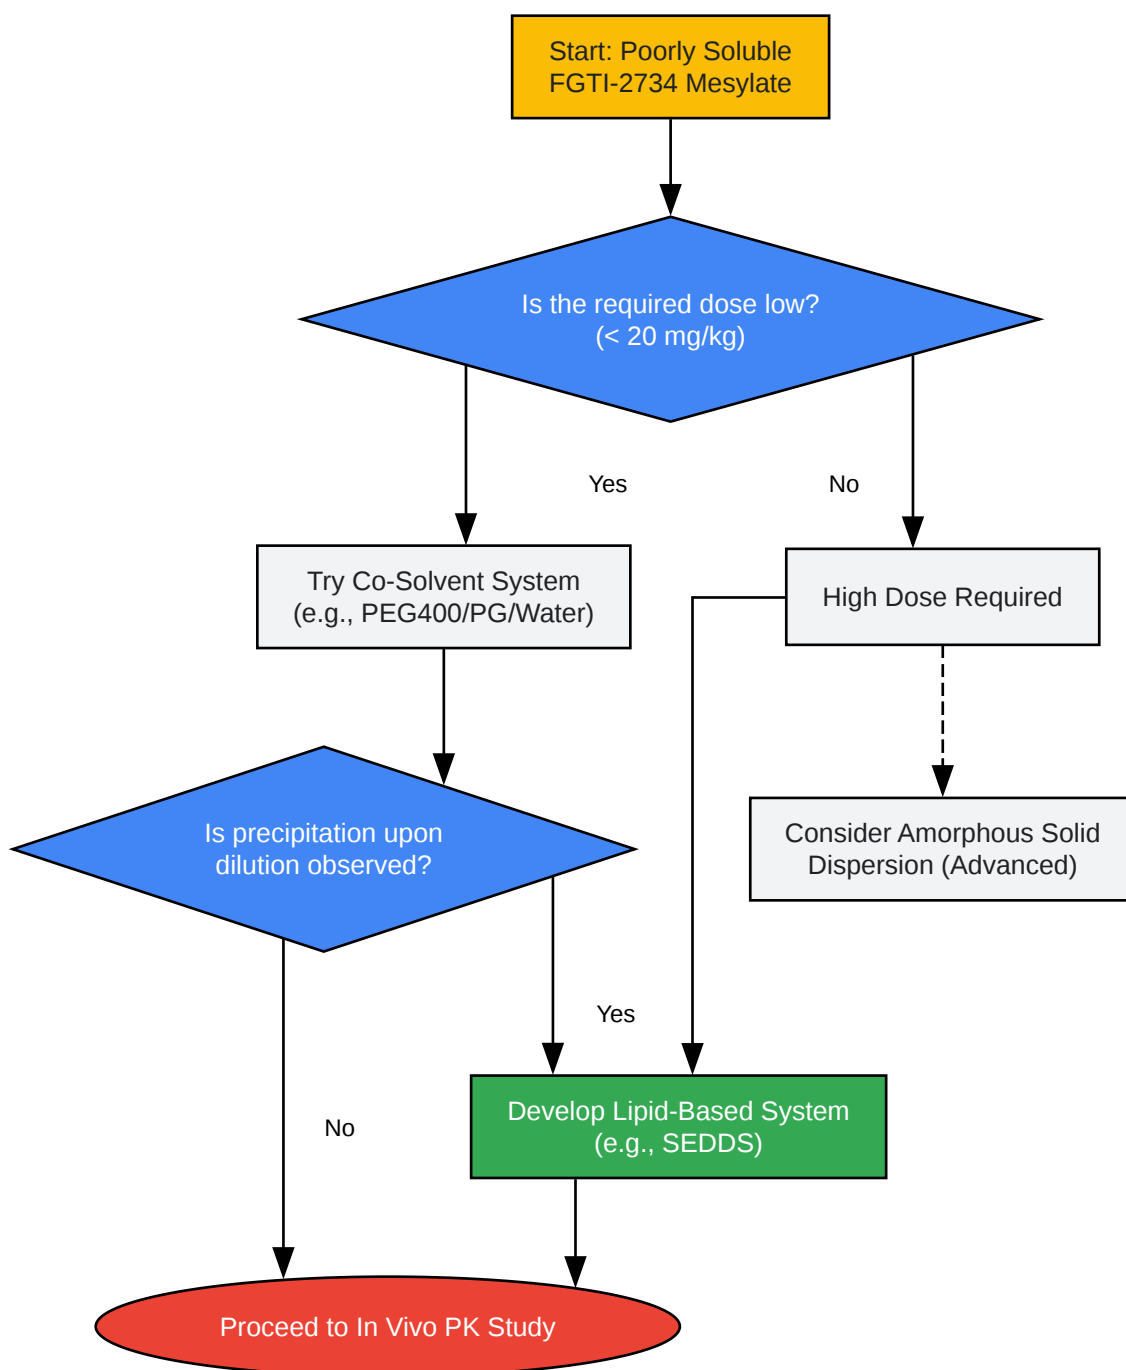 Start: Poorly Soluble
FGTI-2734 Mesylate
Is the required dose low?
(< 20 mg/kg)
Yes
No
Try Co-Solvent System
(e.g., PEG400/PG/Water)
High Dose Required
Is precipitation upon
dilution observed?
Consider Amorphous Solid
Dispersion (Advanced)
Yes
No
Develop Lipid-Based System
(e.g., SEDDS)
Proceed to In Vivo PK Study